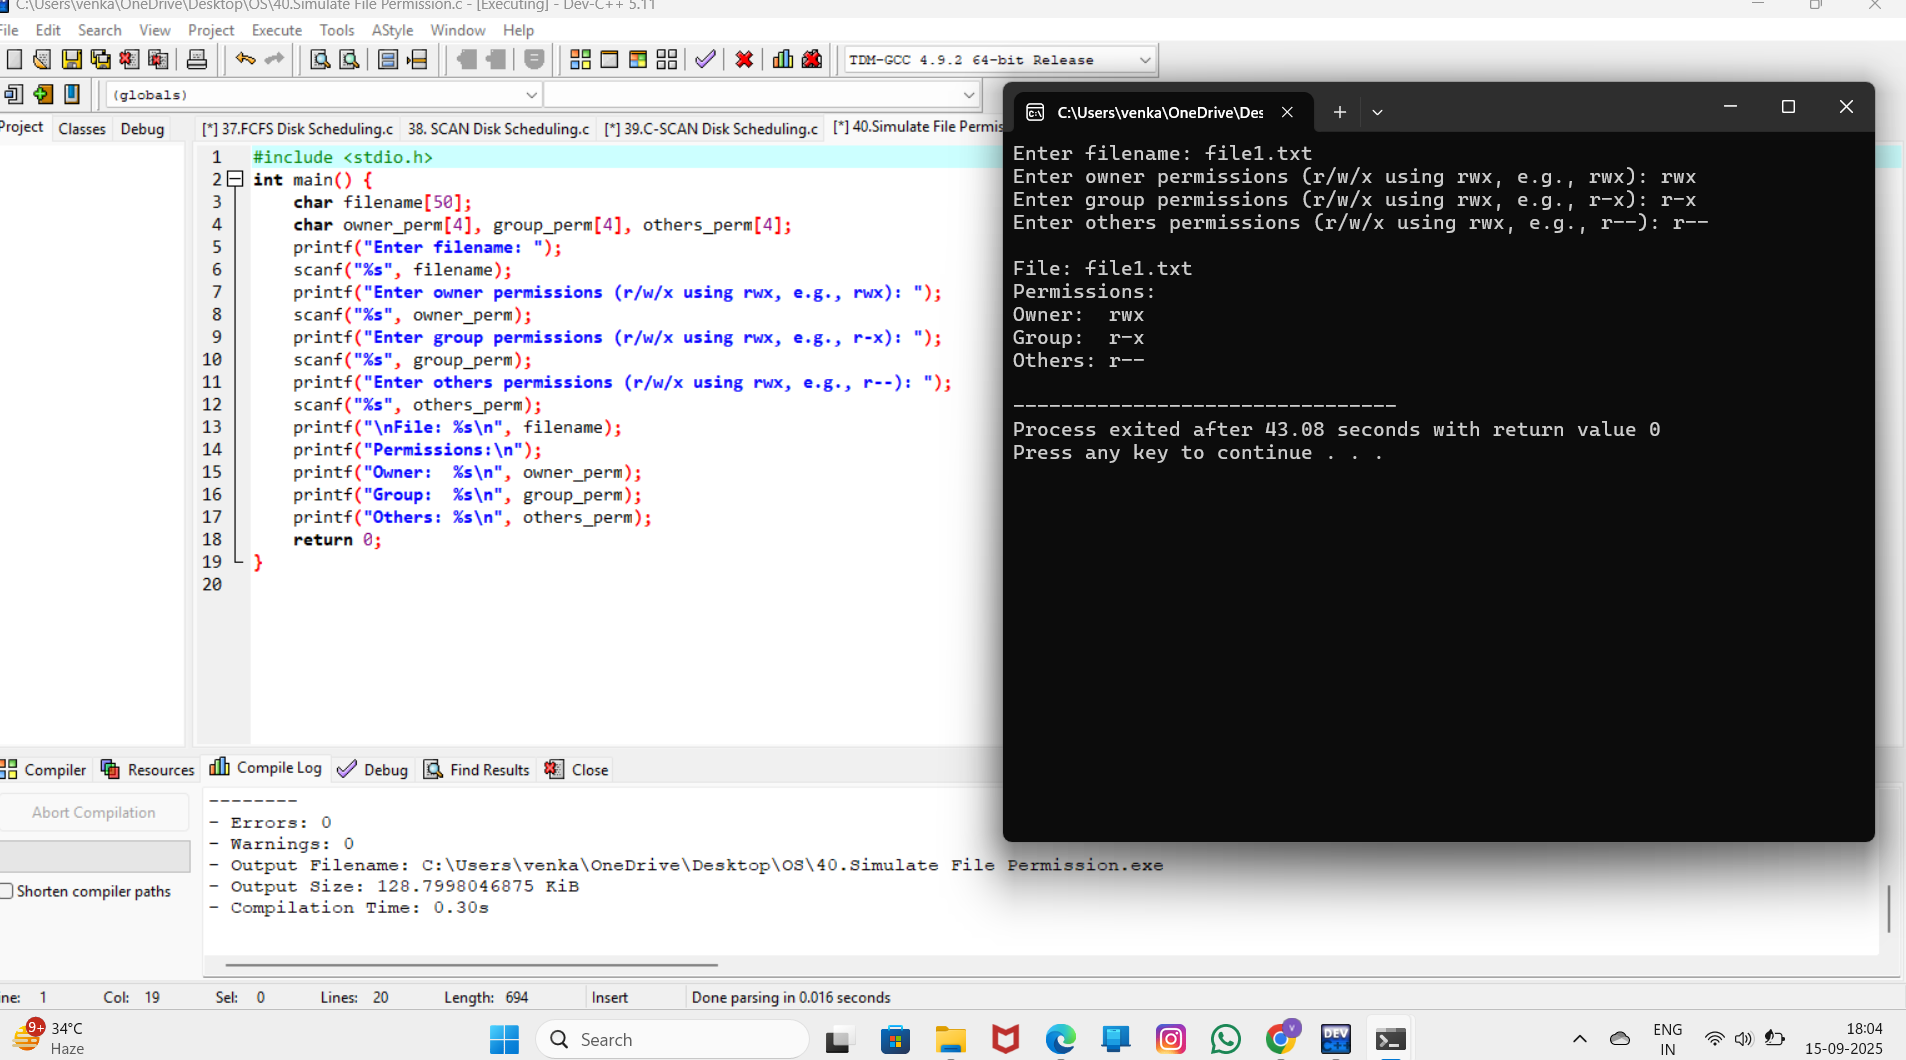 C:\Users\venka\OneDrive\Desktop\OS\40.Simulate File Permission.c - [Executing] - Dev-C++ 5.11
File Edit Search View Project Execute Tools AStyle Window Help
TDM-GCC 4.9.2 64-bit Release
(globals)
Project Classes Debug
[*] 37.FCFS Disk Scheduling.c 38. SCAN Disk Scheduling.c [*] 39.C-SCAN Disk Scheduling.c [*] 40.Simulate File Permis
1 #include <stdio.h>
2 int main() {
3 char filename[50];
4 char owner_perm[4], group_perm[4], others_perm[4];
5 printf("Enter filename: ");
6 scanf("%s", filename);
7 printf("Enter owner permissions (r/w/x using rwx, e.g., rwx): ");
8 scanf("%s", owner_perm);
9 printf("Enter group permissions (r/w/x using rwx, e.g., r-x): ");
10 scanf("%s", group_perm);
11 printf("Enter others permissions (r/w/x using rwx, e.g., r--): ");
12 scanf("%s", others_perm);
13 printf("\nFile: %s\n", filename);
14 printf("Permissions:\n");
15 printf("Owner:  %s\n", owner_perm);
16 printf("Group:  %s\n", group_perm);
17 printf("Others: %s\n", others_perm);
18 return 0;
19 }
20
C:\Users\venka\OneDrive\Des
Enter filename: file1.txt
Enter owner permissions (r/w/x using rwx, e.g., rwx): rwx
Enter group permissions (r/w/x using rwx, e.g., r-x): r-x
Enter others permissions (r/w/x using rwx, e.g., r--): r--
File: file1.txt
Permissions:
Owner:  rwx
Group:  r-x
Others: r--
--------------------------------
Process exited after 43.08 seconds with return value 0
Press any key to continue . . .
Compiler Resources Compile Log Debug Find Results Close
Abort Compilation
Shorten compiler paths
--------
- Errors: 0
- Warnings: 0
- Output Filename: C:\Users\venka\OneDrive\Desktop\OS\40.Simulate File Permission.exe
- Output Size: 128.7998046875 KiB
- Compilation Time: 0.30s
ine: 1 Col: 19 Sel: 0 Lines: 20 Length: 694 Insert Done parsing in 0.016 seconds
9+ 34°C
Haze
Search
V
DEV
C++
ENG
IN
18:04
15-09-2025